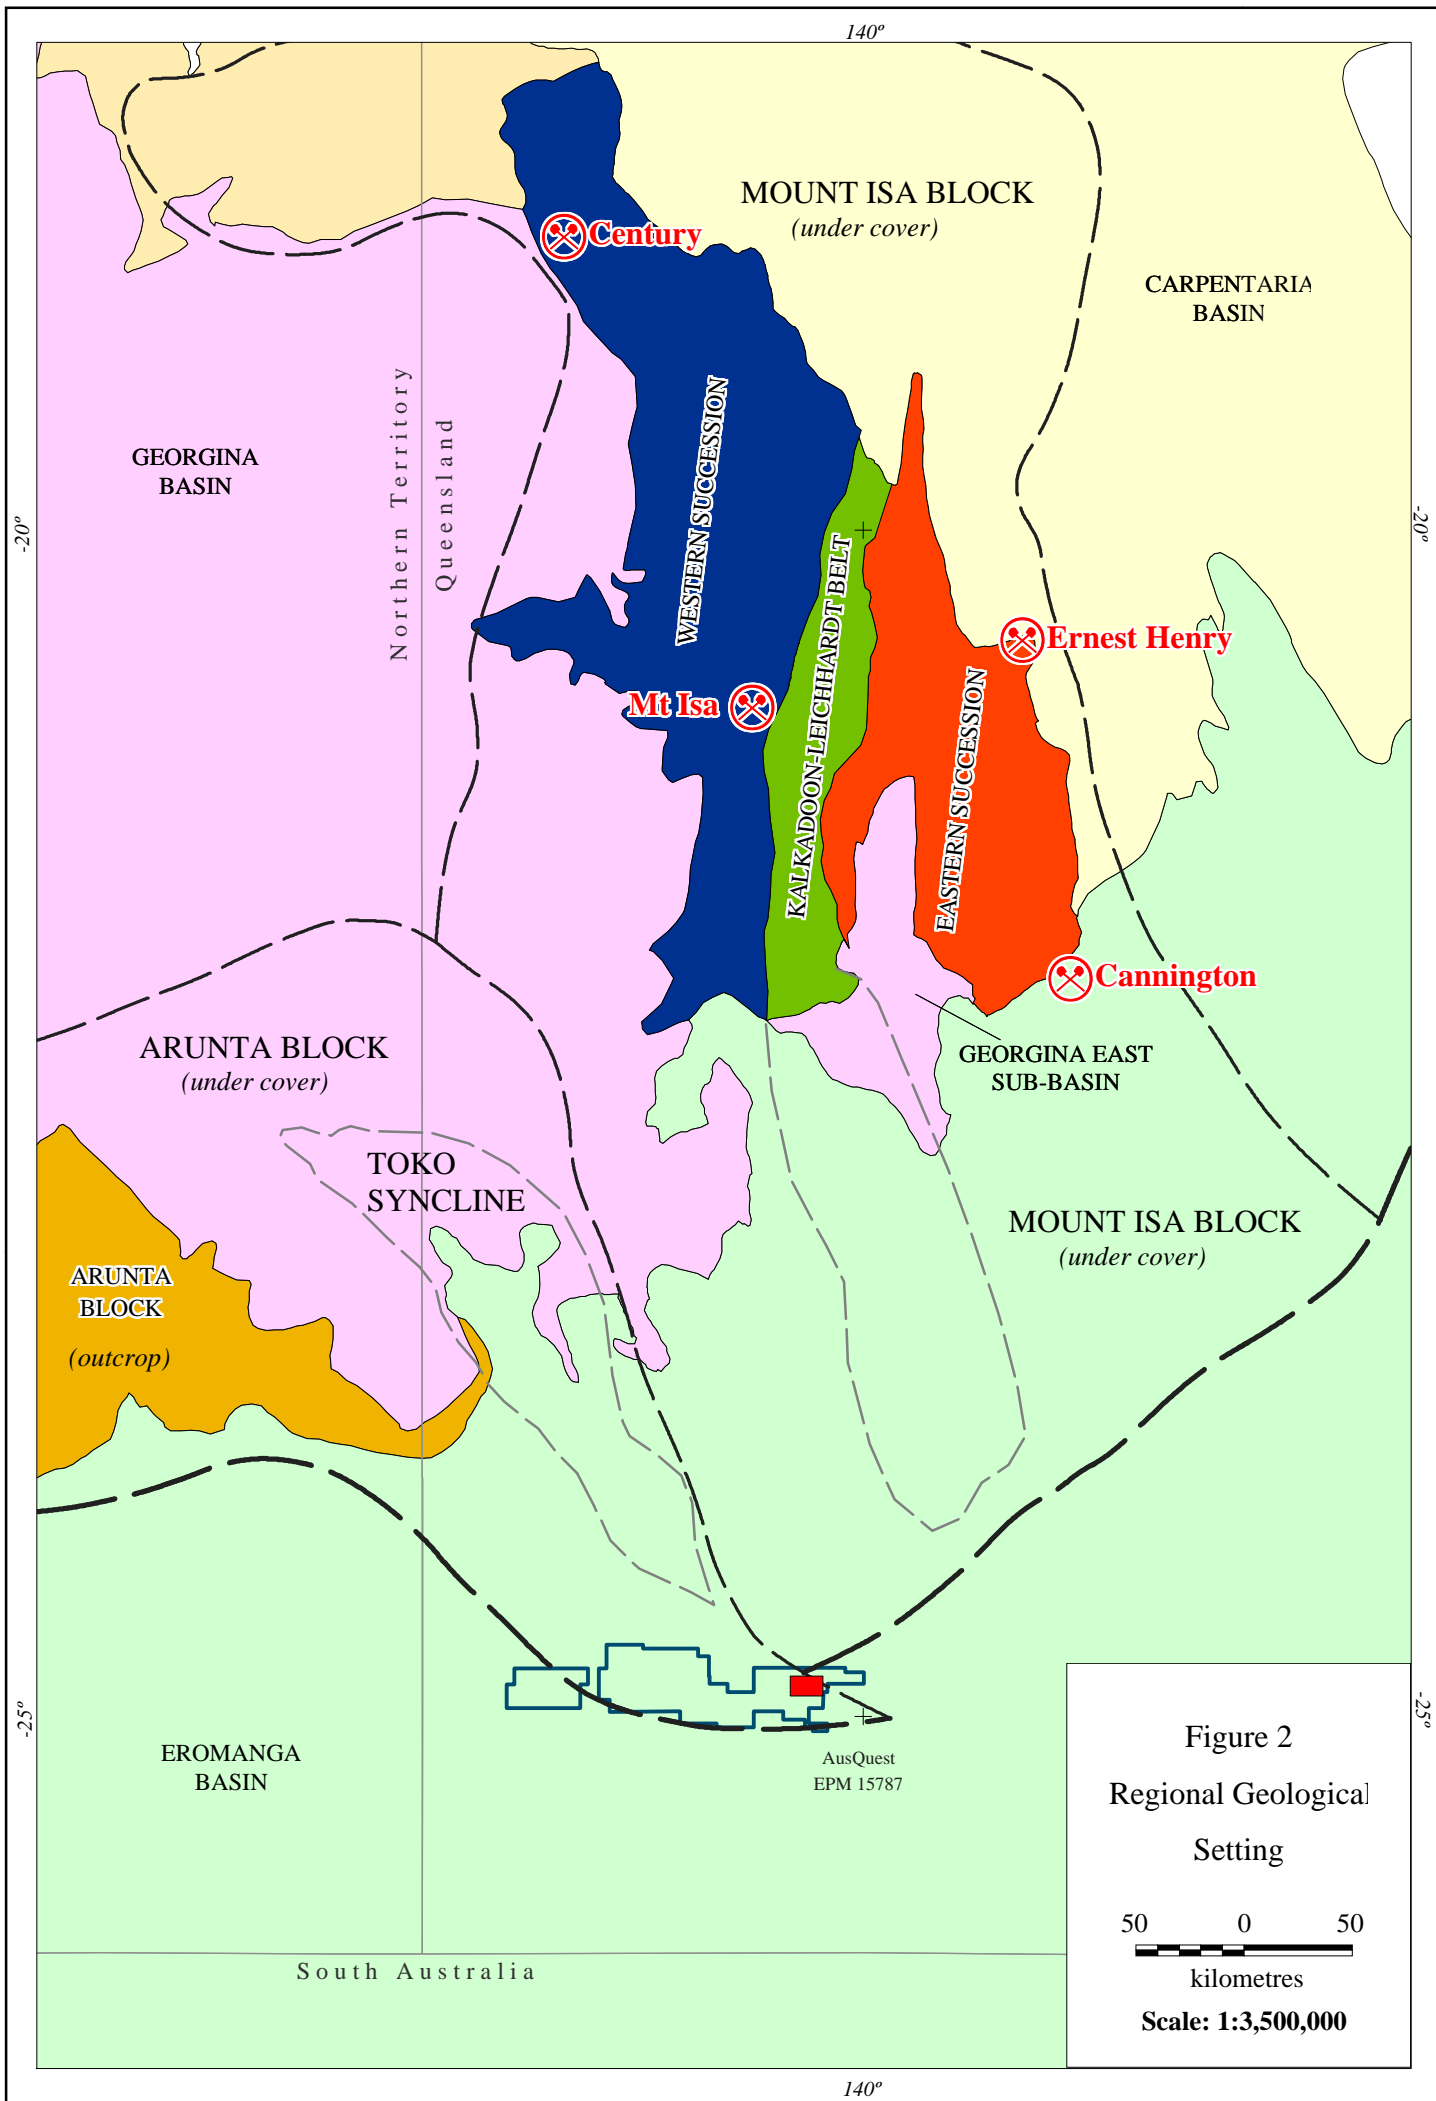 140º
MOUNT ISA BLOCK
(under cover)
Century
CARPENTARIA
BASIN
Northern Territory
Queensland
WESTERN SUCCESSION
GEORGINA
BASIN
-20º
-20º
KALKADOON-LEICHHARDT BELT
Ernest Henry
EASTERN SUCCESSION
Mt Isa
Cannington
ARUNTA BLOCK
(under cover)
GEORGINA EAST
SUB-BASIN
TOKO
SYNCLINE
MOUNT ISA BLOCK
(under cover)
ARUNTA
BLOCK
(outcrop)
-25º
-25º
EROMANGA
BASIN
AusQuest
EPM 15787
Figure 2
Regional Geological
Setting
50 0 50
kilometres
Scale: 1:3,500,000
South Australia
140º